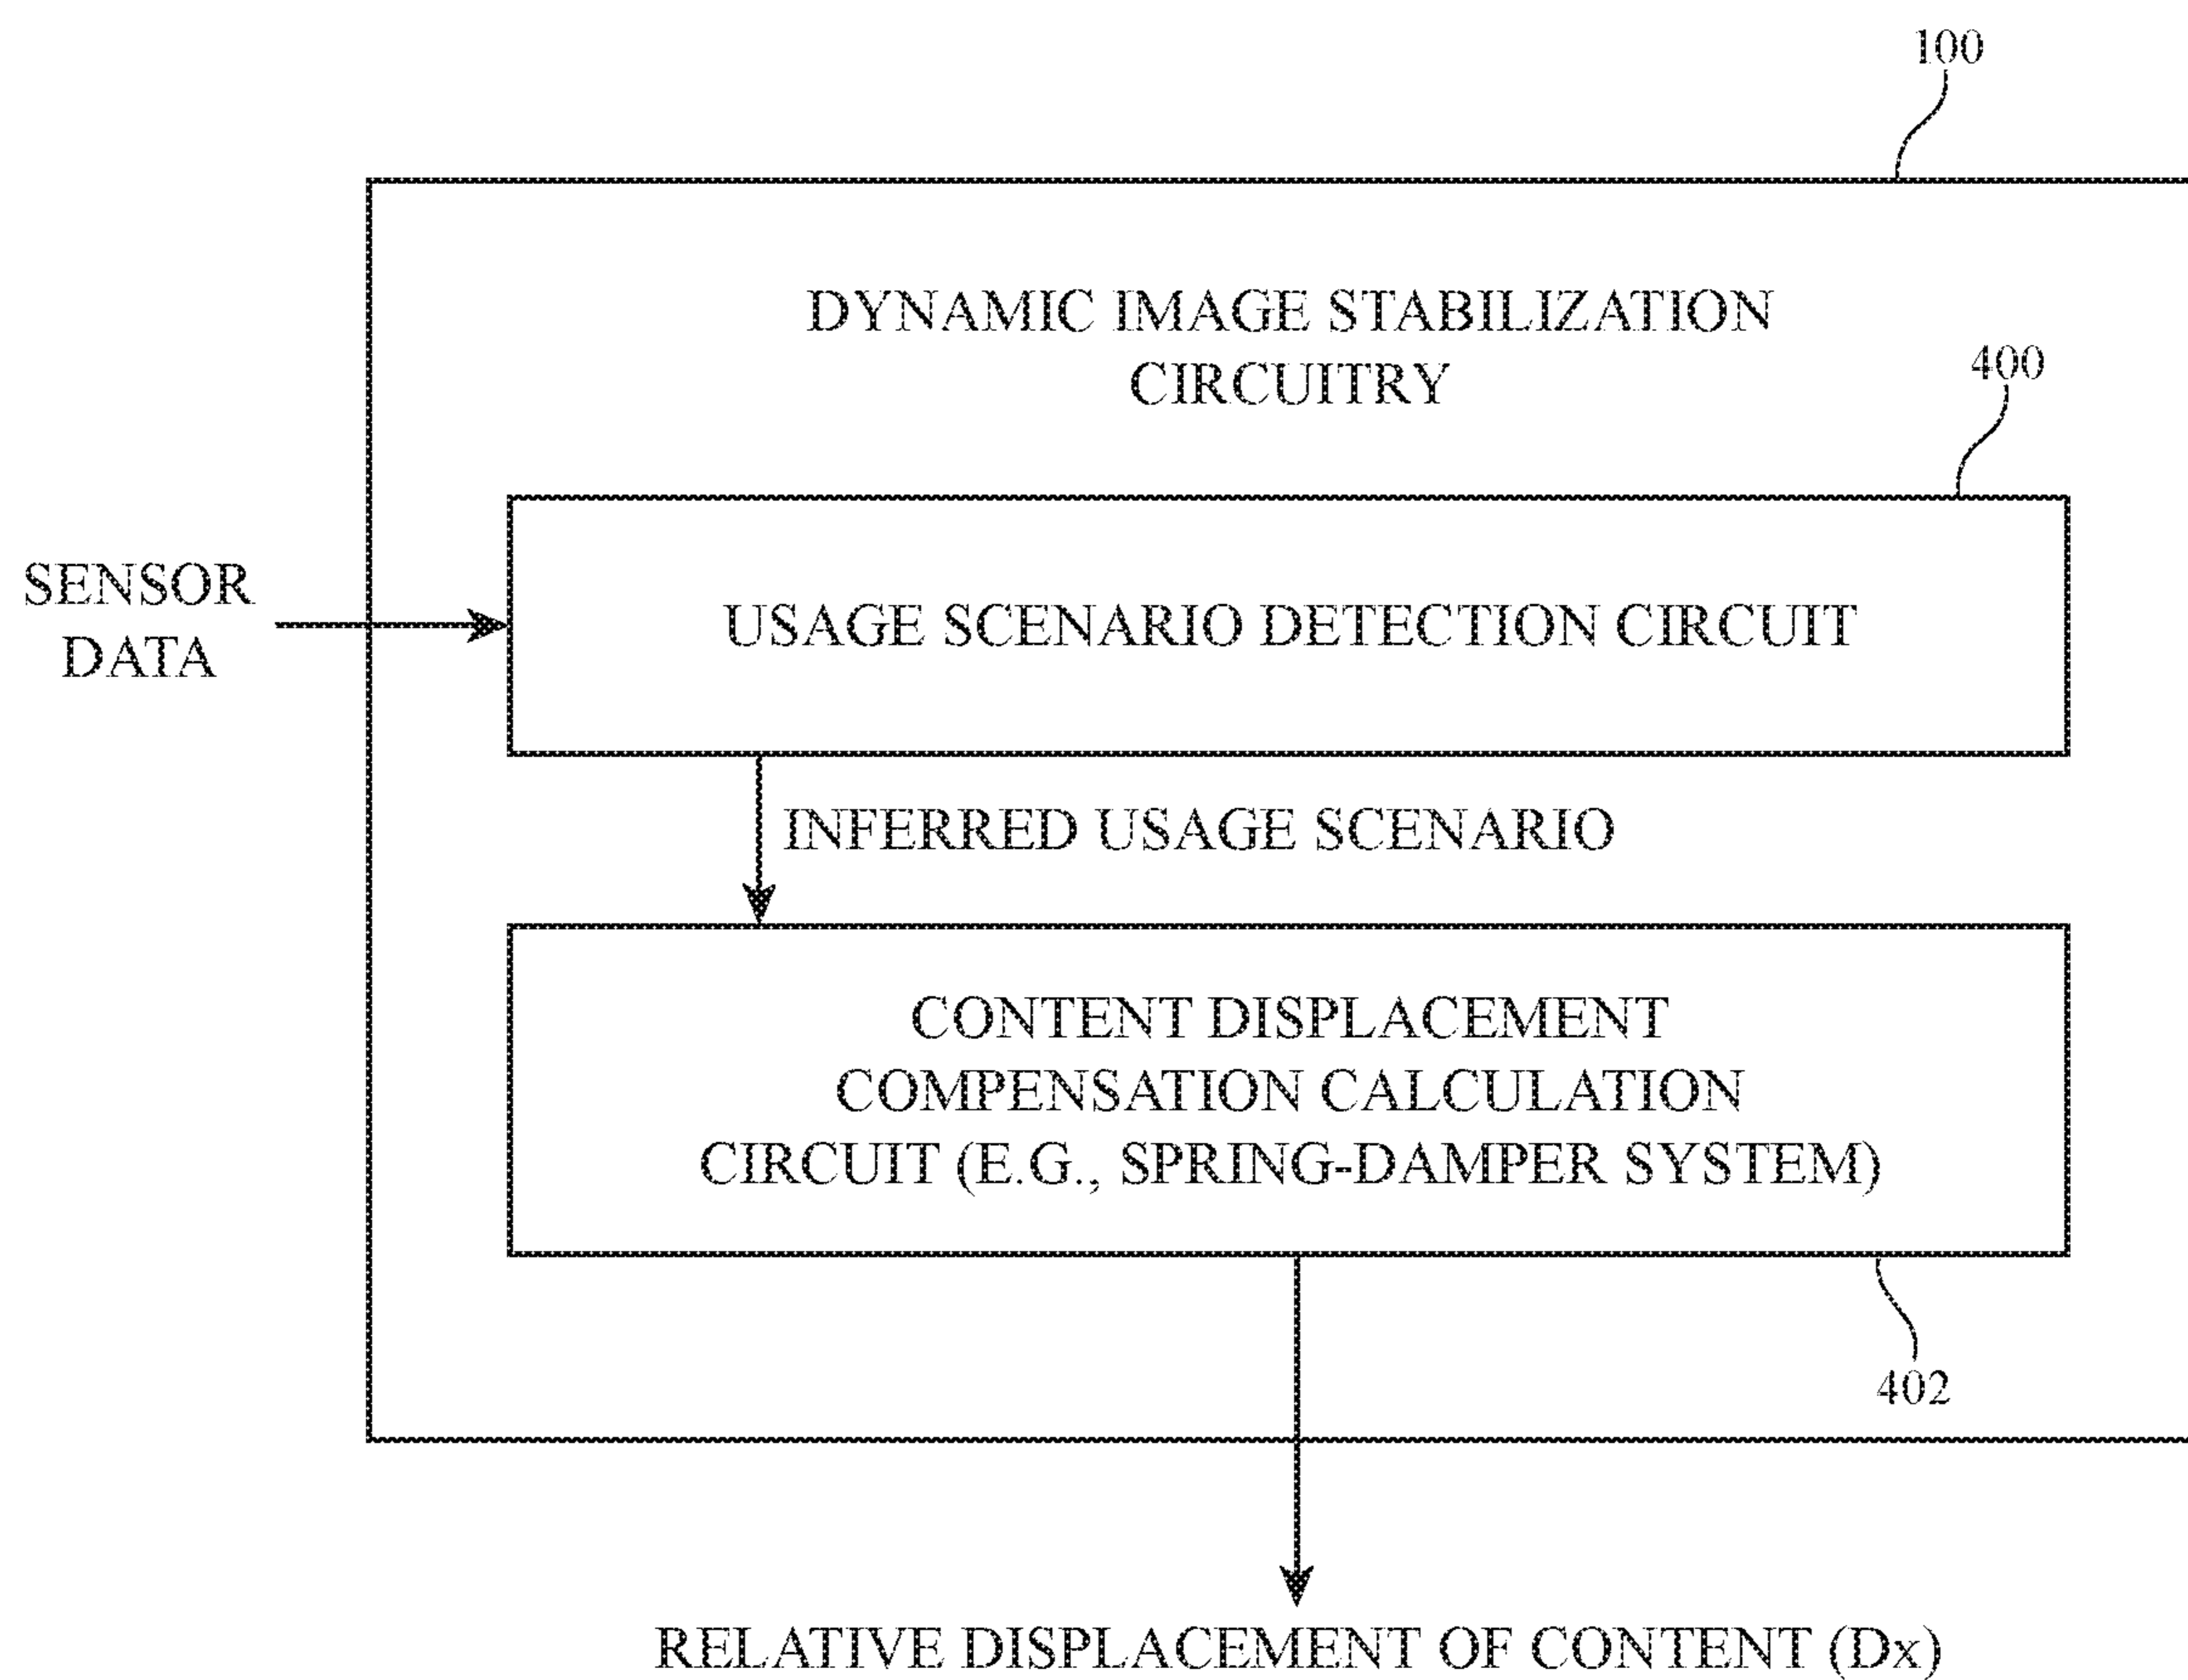 100
DYNAMIC IMAGE STABILIZATION
CIRCUITRY
400
SENSOR
DATA
USAGE SCENARIO DETECTION CIRCUIT
INFERRED USAGE SCENARIO
CONTENT DISPLACEMENT
COMPENSATION CALCULATION
CIRCUIT (E.G., SPRING-DAMPER SYSTEM)
402
RELATIVE DISPLACEMENT OF CONTENT (Dx)